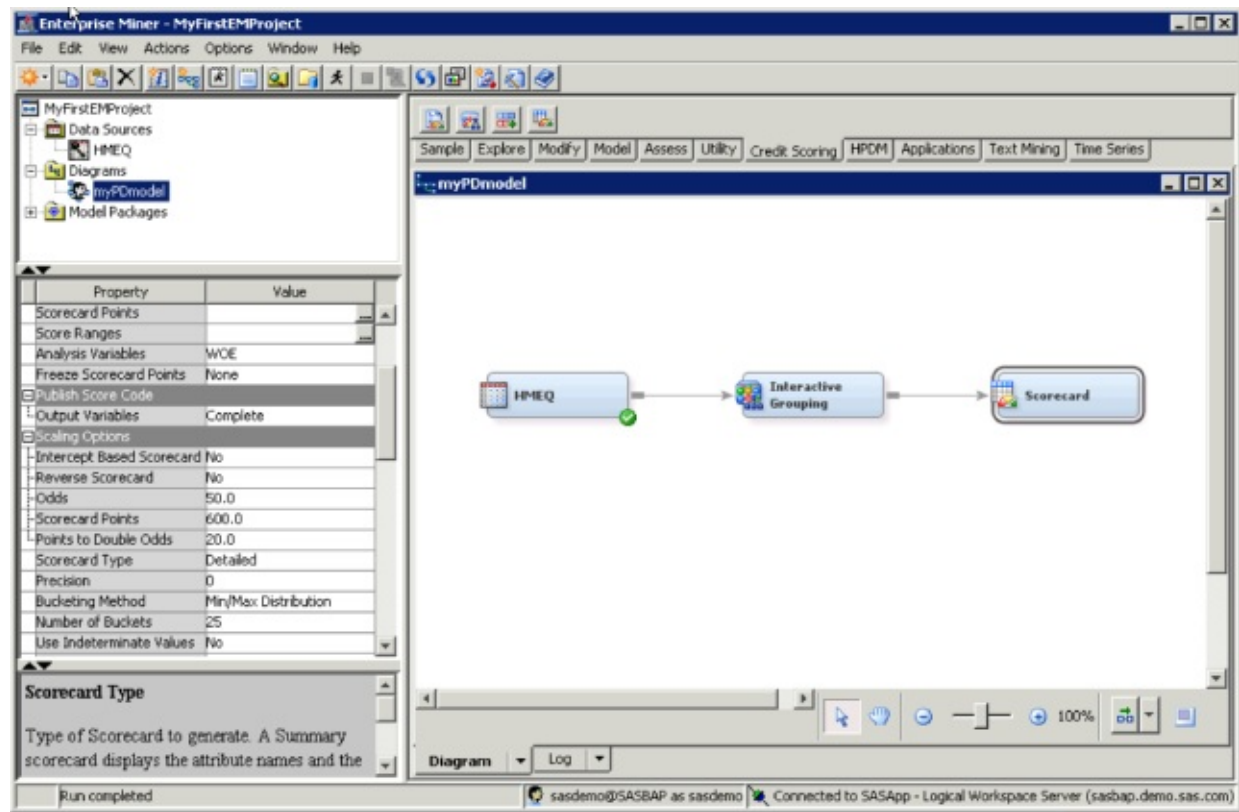 Enterprise Miner - MyFirstEMProject
File Edit View Actions Options Window Help
MyFirstEMProject
Data Sources
HMEQ
Diagrams
myPDmodel
Model Packages
Property Value
Scorecard Points ...
Score Ranges ...
Analysis Variables WOE
Freeze Scorecard Points None
Publish Score Code
Output Variables Complete
Scaling Options
Intercept Based Scorecard No
Reverse Scorecard No
Odds 50.0
Scorecard Points 600.0
Points to Double Odds 20.0
Scorecard Type Detailed
Precision 0
Bucketing Method Min/Max Distribution
Number of Buckets 25
Use Indeterminate Values No
Scorecard Type
Type of Scorecard to generate. A Summary
scorecard displays the attribute names and the
Sample Explore Modify Model Assess Utility Credit Scoring HPDM Applications Text Mining Time Series
myPDmodel
HMEQ
Interactive
Grouping
Scorecard
100%
Diagram Log
Run completed
sasdemo@SASBAP as sasdemo Connected to SASApp - Logical Workspace Server (sasbap.demo.sas.com)